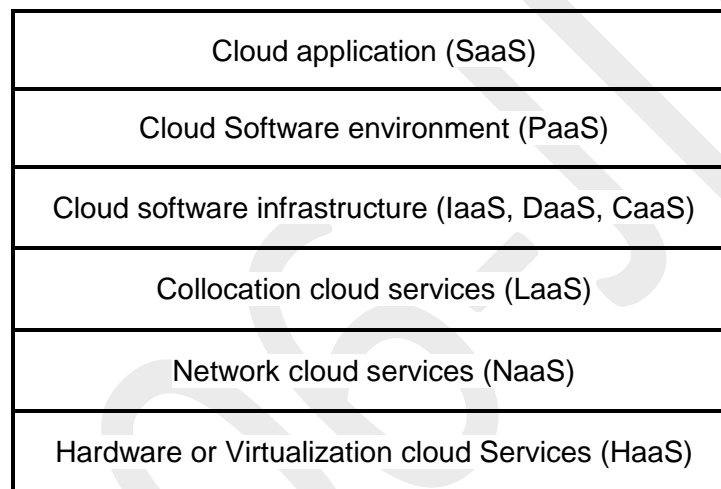 Cloud application (SaaS)
Cloud Software environment (PaaS)
Cloud software infrastructure (IaaS, DaaS, CaaS)
Collocation cloud services (LaaS)
Network cloud services (NaaS)
Hardware or Virtualization cloud Services (HaaS)